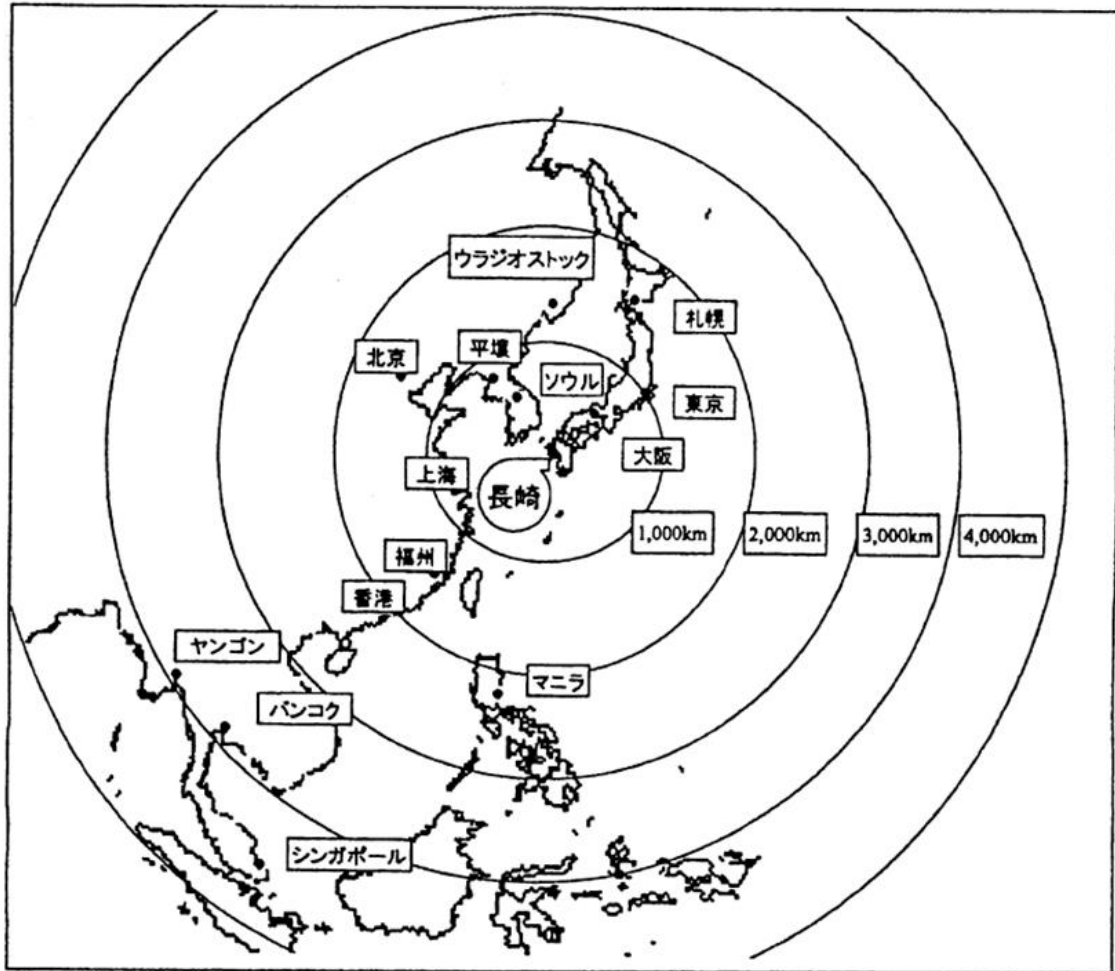 ウラジオストック
札幌
平壌
北京
ソウル
東京
大阪
上海
長崎
1,000km
2,000km
3,000km
4,000km
福州
香港
ヤンゴン
マニラ
バンコク
シンガポール